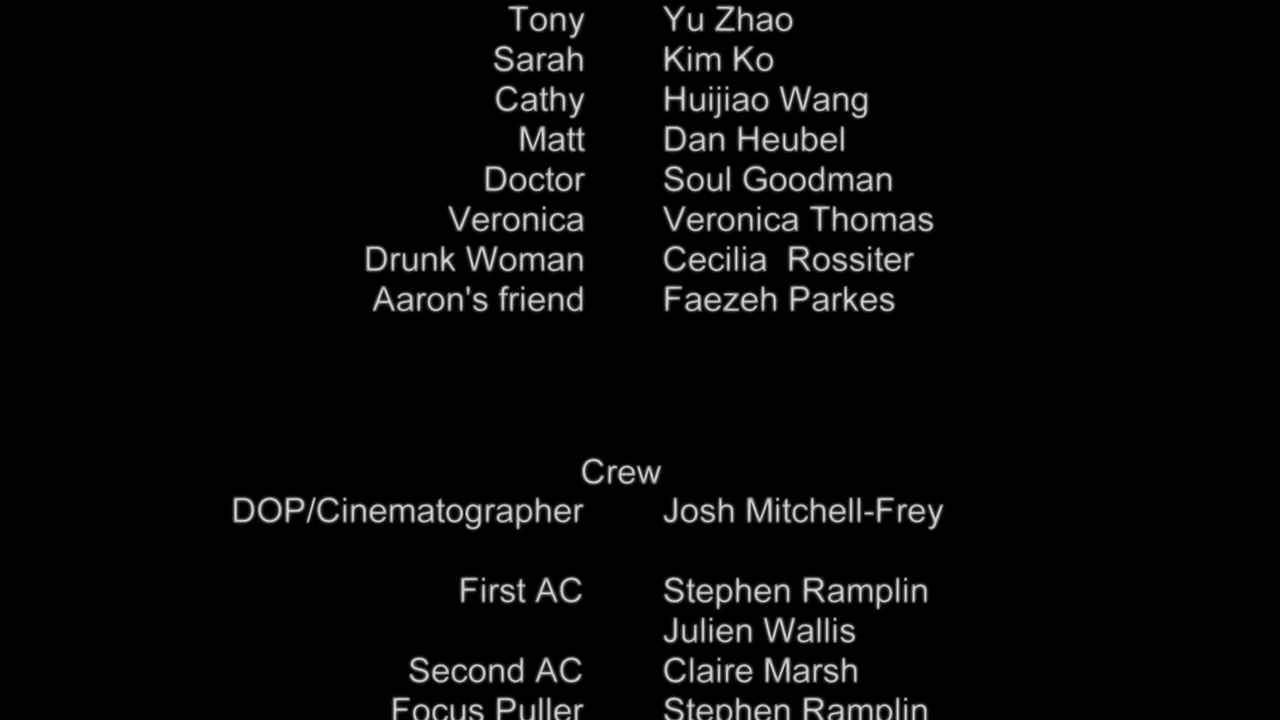 Tony Yu Zhao
Sarah Kim Ko
Cathy Huijiao Wang
Matt Dan Heubel
Doctor Soul Goodman
Veronica Veronica Thomas
Drunk Woman Cecilia  Rossiter
Aaron's friend Faezeh Parkes
Crew
DOP/Cinematographer Josh Mitchell-Frey
First AC Stephen Ramplin
Julien Wallis
Second AC Claire Marsh
Focus Puller Stephen Ramplin